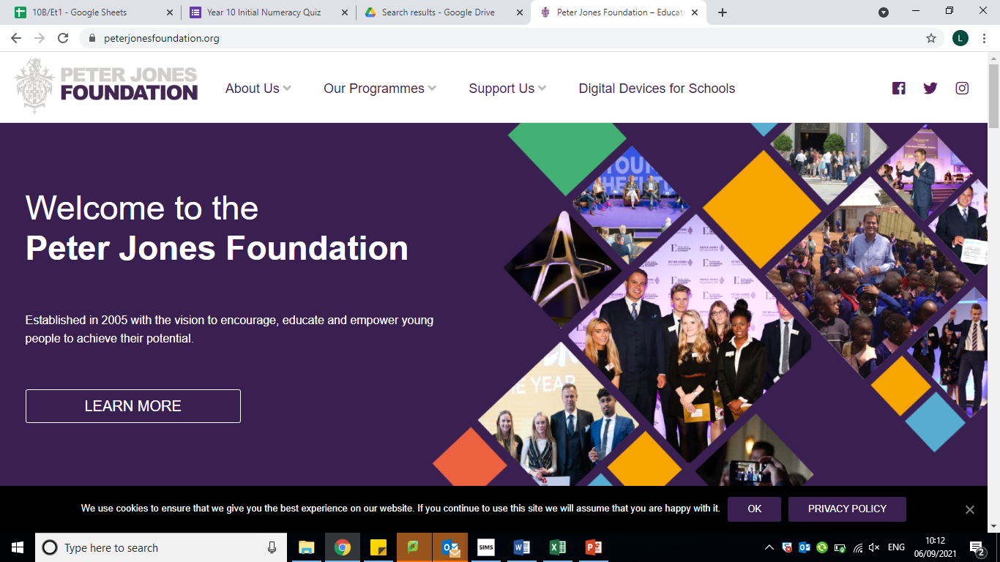 10B/Et1 - Google Sheets
Year 10 Initial Numeracy Quiz
Search results - Google Drive
Peter Jones Foundation – Educat
peterjonesfoundation.org
L
PETER JONES
FOUNDATION
About Us
Our Programmes
Support Us
Digital Devices for Schools
Welcome to the
Peter Jones Foundation
Established in 2005 with the vision to encourage, educate and empower young
people to achieve their potential.
LEARN MORE
THE YEAR
We use cookies to ensure that we give you the best experience on our website. If you continue to use this site we will assume that you are happy with it.
OK
PRIVACY POLICY
Type here to search
SIMS
ENG
10:12
06/09/2021
2